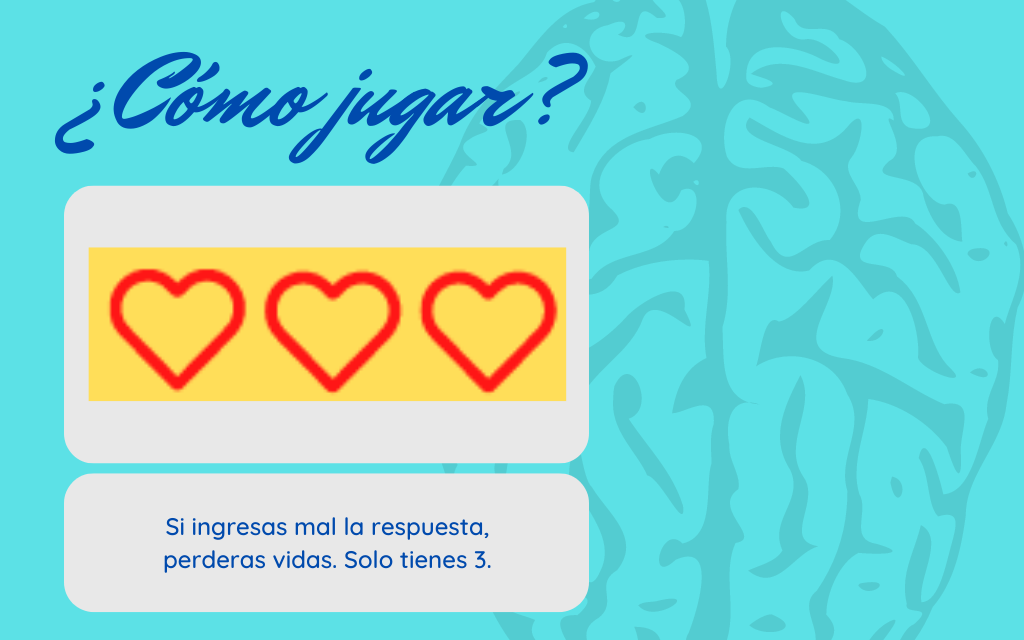 ¿Cómo jugar?
Si ingresas mal la respuesta,
perderas vidas. Solo tienes 3.